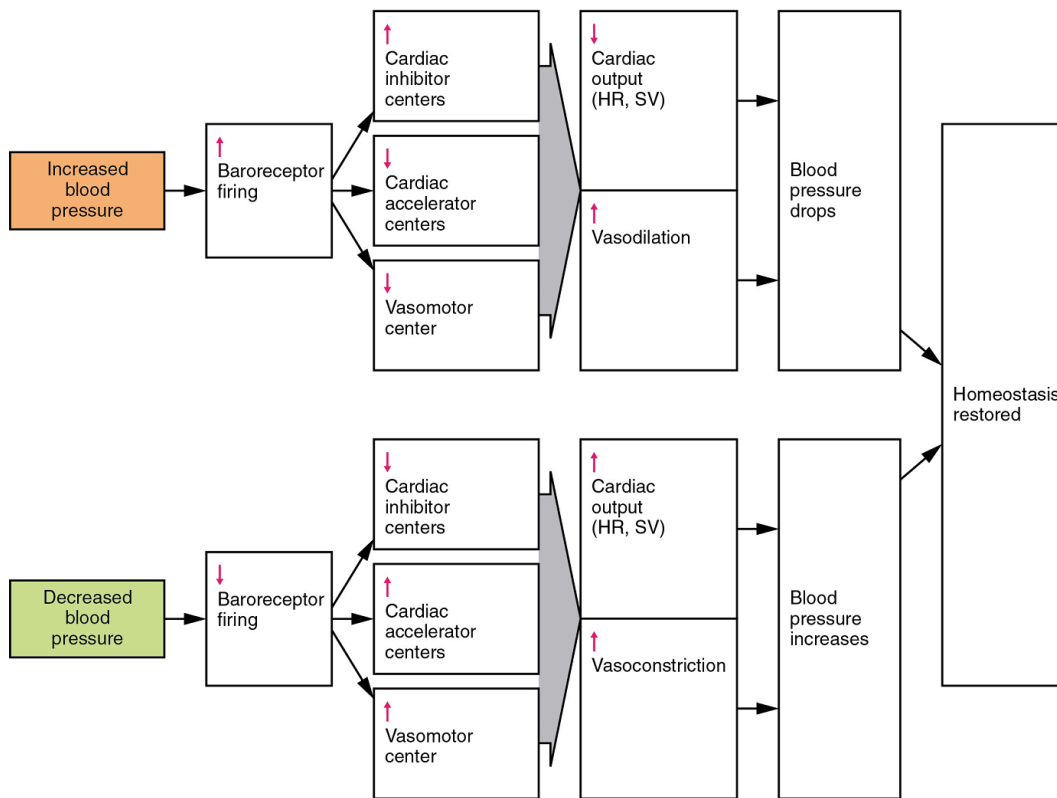 Increased
blood
pressure
↑
Baroreceptor
firing
↑
Cardiac
inhibitor
centers
↓
Cardiac
accelerator
centers
↓
Vasomotor
center
↓
Cardiac
output
(HR, SV)
↑
Vasodilation
Blood
pressure
drops
Homeostasis
restored
Decreased
blood
pressure
↓
Baroreceptor
firing
↓
Cardiac
inhibitor
centers
↑
Cardiac
accelerator
centers
↑
Vasomotor
center
↑
Cardiac
output
(HR, SV)
↑
Vasoconstriction
Blood
pressure
increases